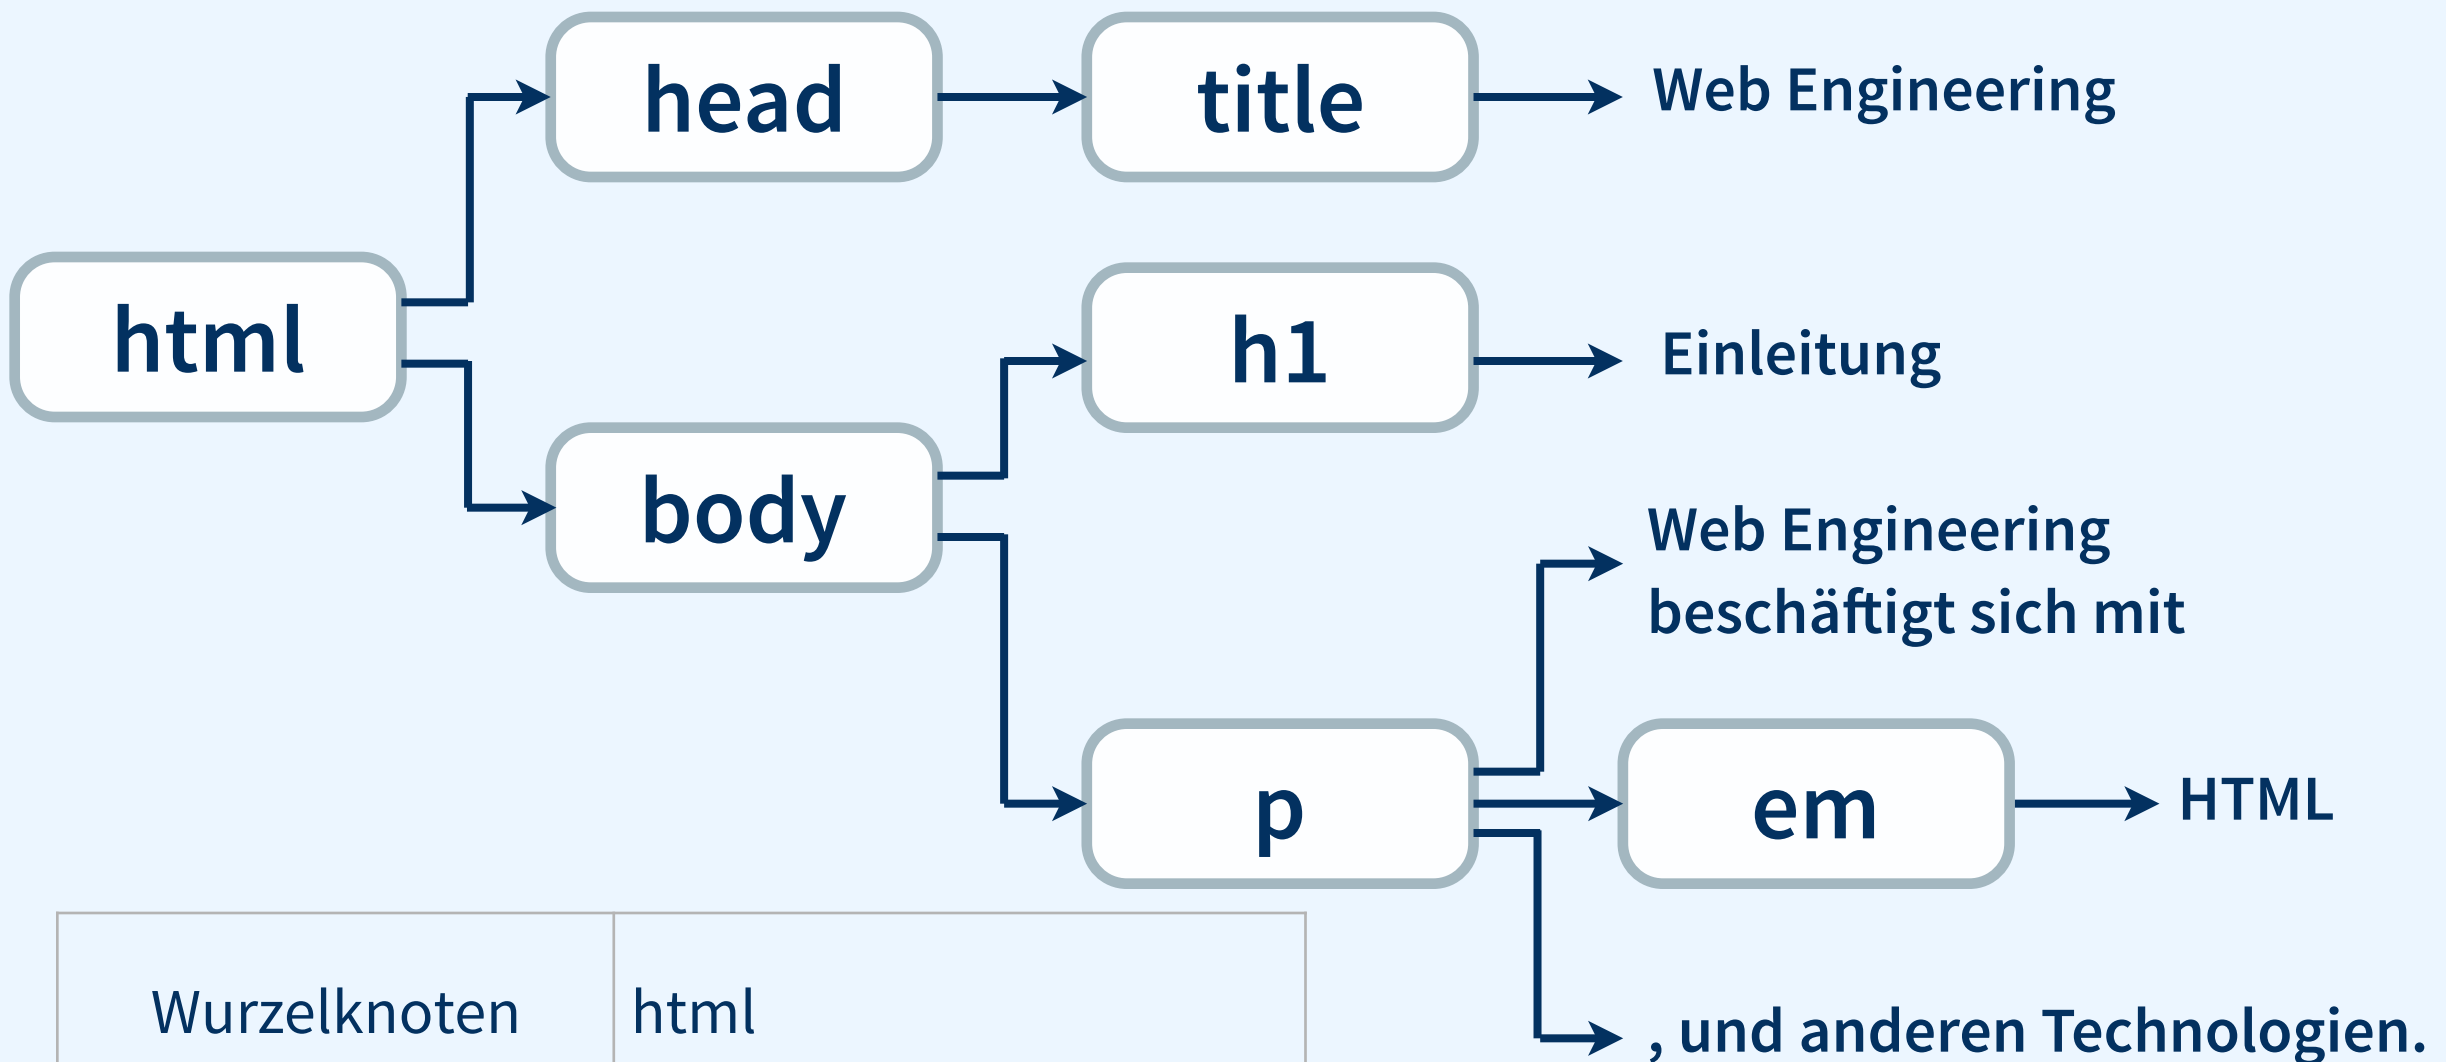 head
title
Web Engineering
html
h1
Einleitung
body
Web Engineering
beschäftigt sich mit
p
em
HTML
Wurzelknoten
html
, und anderen Technologien.